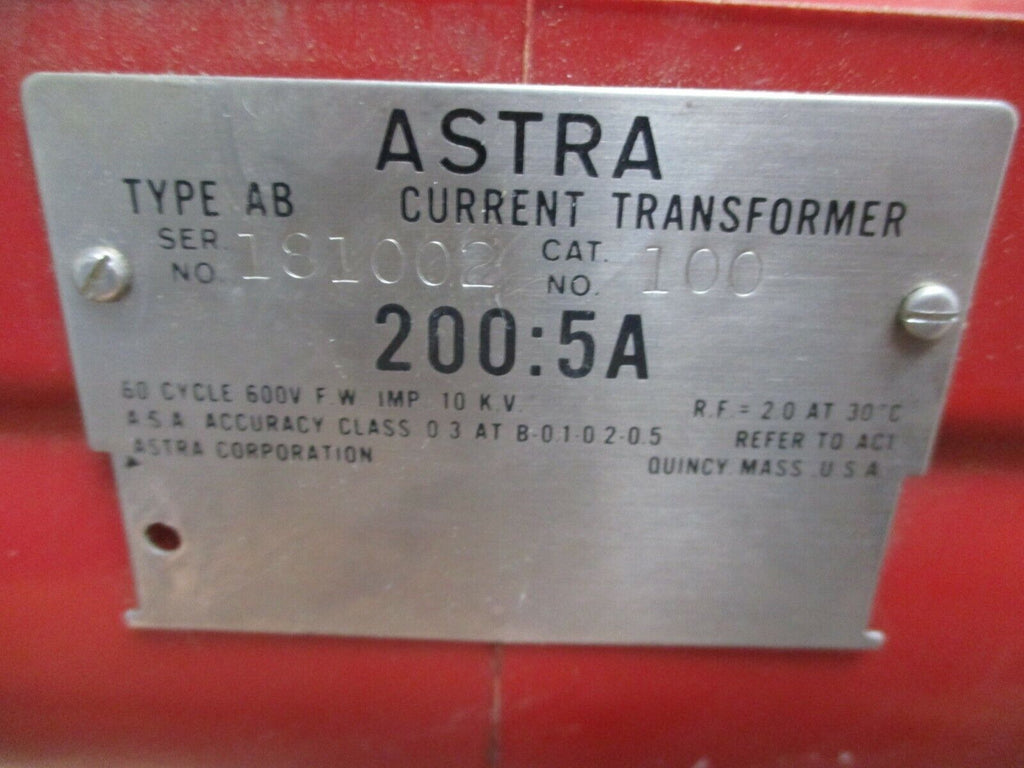 ASTRA
TYPE AB CURRENT TRANSFORMER
SER. NO. 181002 CAT. NO. 100
200:5A
60 CYCLE 600V F.W. IMP. 10 K.V. R.F. = 2.0 AT 30°C
A.S.A. ACCURACY CLASS 0.3 AT B-0.1-0.2-0.5 REFER TO ACT
ASTRA CORPORATION QUINCY, MASS. U.S.A.